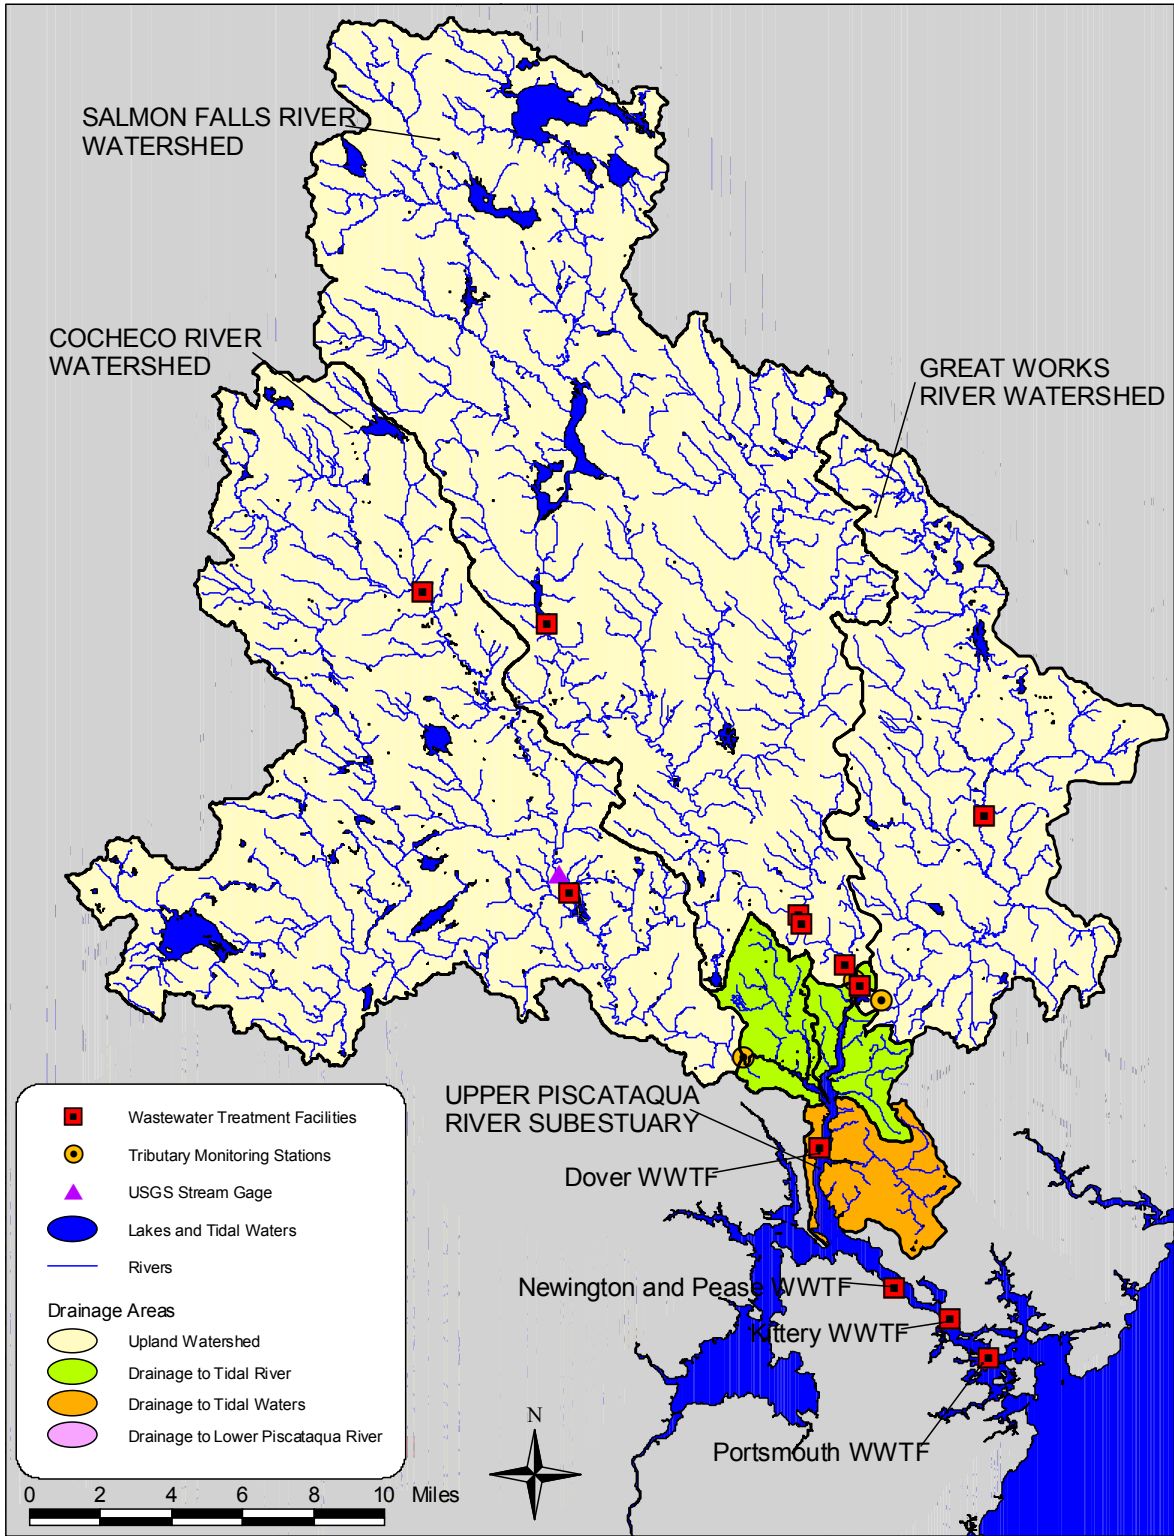 SALMON FALLS RIVER
WATERSHED
COCHECO RIVER
WATERSHED
GREAT WORKS
RIVER WATERSHED
UPPER PISCATAQUA
RIVER SUBESTUARY
Dover WWTF
Newington and Pease WWTF
Kittery WWTF
Portsmouth WWTF
Wastewater Treatment Facilities
Tributary Monitoring Stations
USGS Stream Gage
Lakes and Tidal Waters
Rivers
Drainage Areas
Upland Watershed
Drainage to Tidal River
Drainage to Tidal Waters
Drainage to Lower Piscataqua River
N
0 2 4 6 8 10 Miles